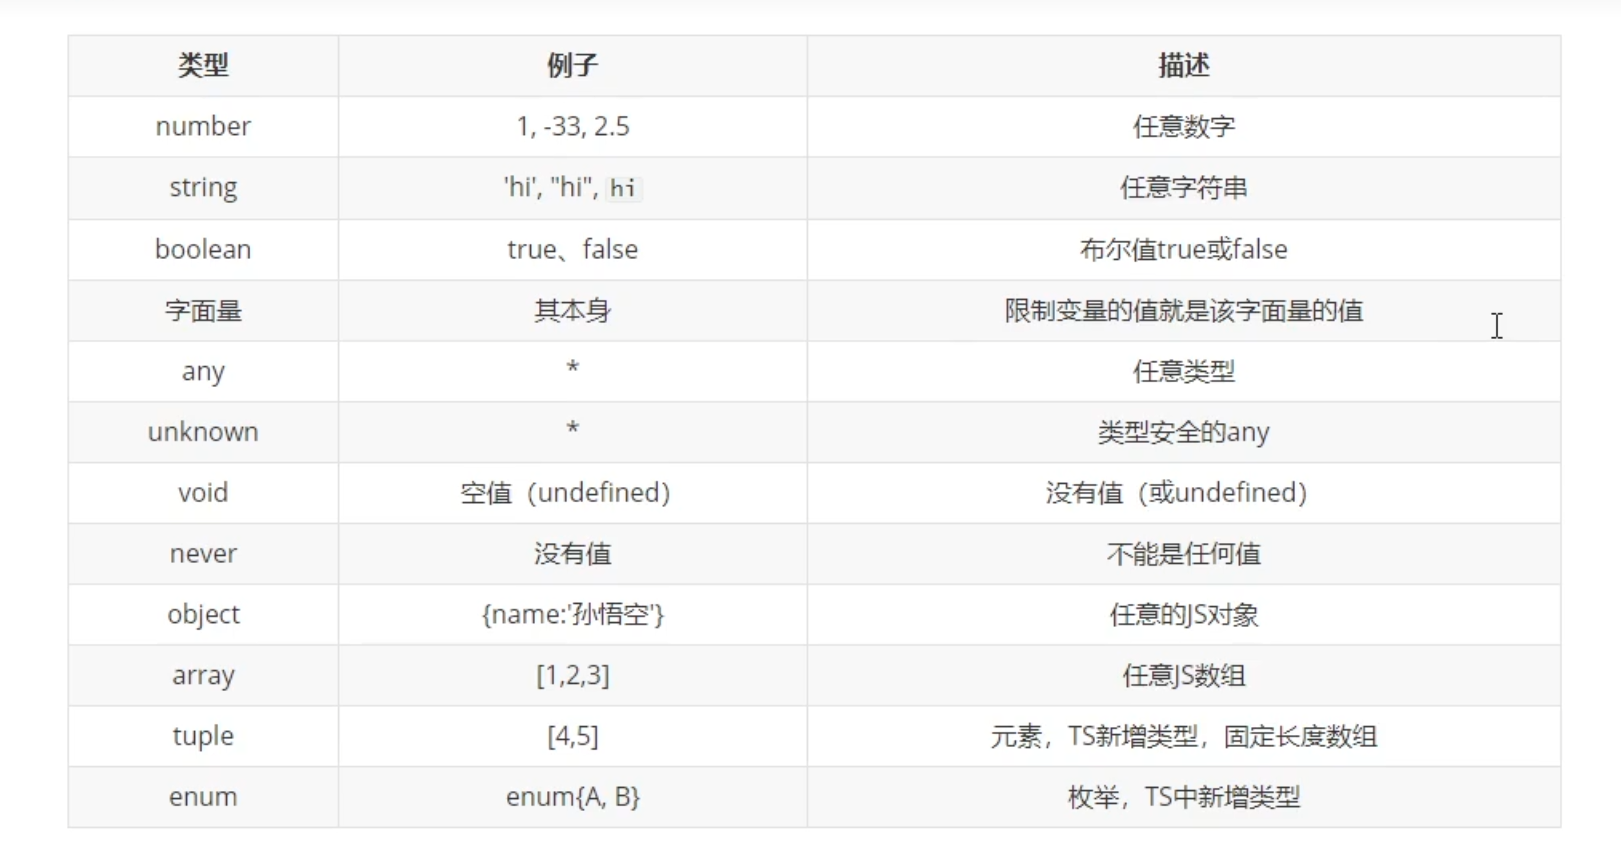 类型 例子 描述
number 1, -33, 2.5 任意数字
string 'hi', "hi", hi 任意字符串
boolean true、false 布尔值true或false
字面量 其本身 限制变量的值就是该字面量的值
any * 任意类型
unknown * 类型安全的any
void 空值（undefined） 没有值（或undefined）
never 没有值 不能是任何值
object {name:'孙悟空'} 任意的JS对象
array [1,2,3] 任意JS数组
tuple [4,5] 元素，TS新增类型，固定长度数组
enum enum{A, B} 枚举，TS中新增类型